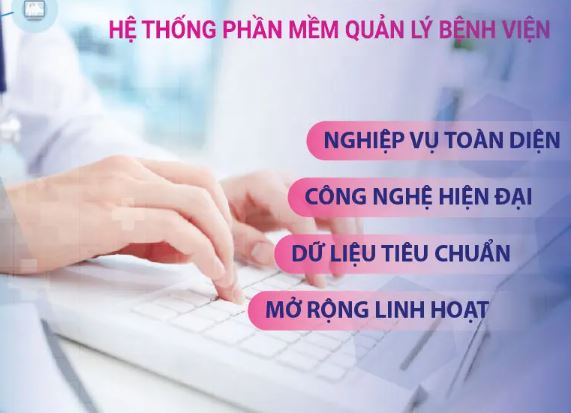 HỆ THỐNG PHẦN MỀM QUẢN LÝ BỆNH VIỆN
NGHIỆP VỤ TOÀN DIỆN
CÔNG NGHỆ HIỆN ĐẠI
DỮ LIỆU TIÊU CHUẨN
MỞ RỘNG LINH HOẠT